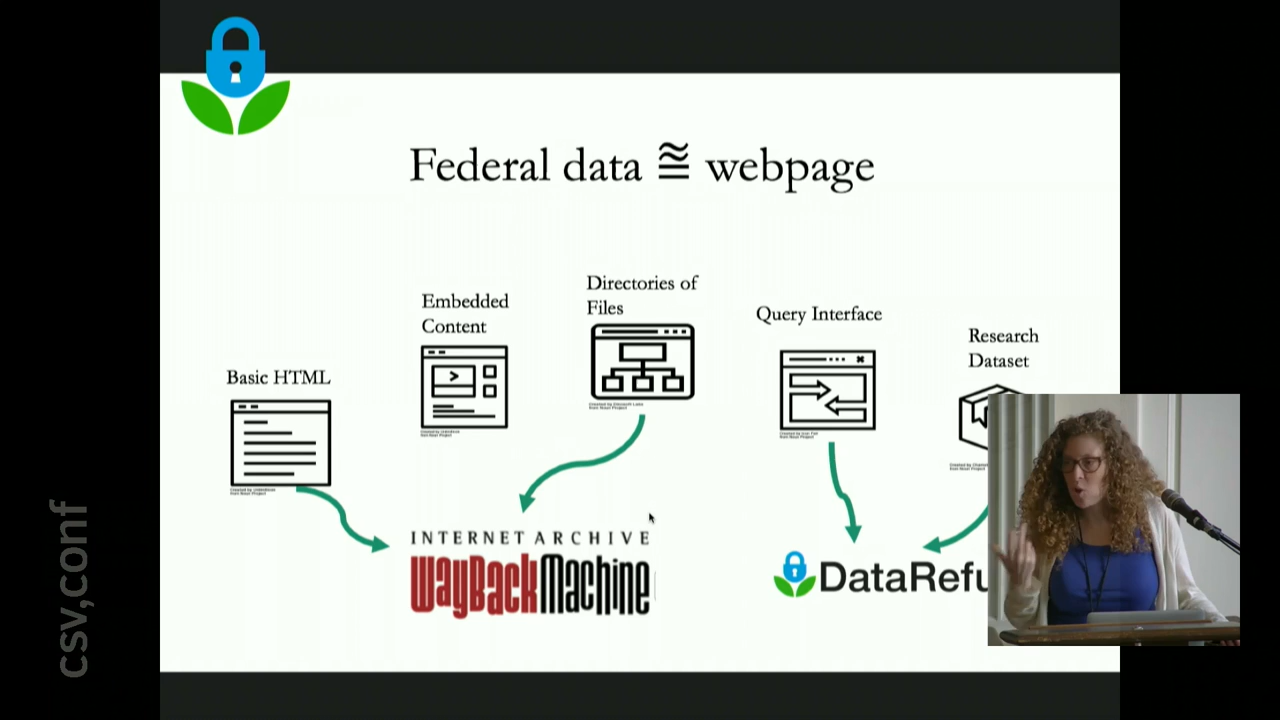 Federal data ≊ webpage
Directories of
Files
Embedded
Content
Query Interface
Research
Dataset
Basic HTML
INTERNET ARCHIVE
WayBackMachine
DataRefu
csv,conf